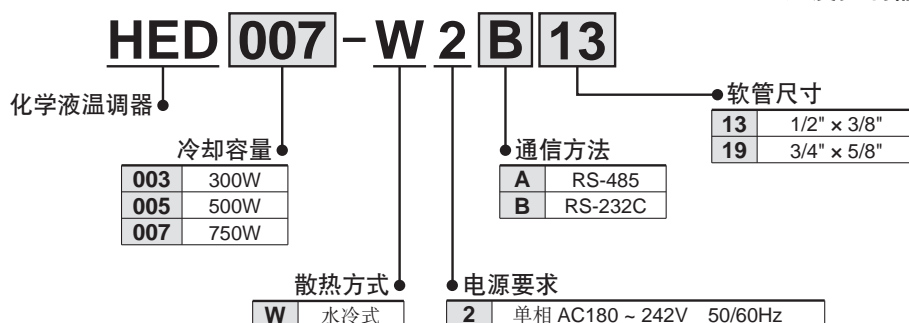 HED 007-W 2 B 13
化学液温调器
软管尺寸
13 1/2" × 3/8"
19 3/4" × 5/8"
冷却容量
003 300W
005 500W
007 750W
通信方法
A RS-485
B RS-232C
散热方式
W 水冷式
电源要求
2 单相 AC180 ~ 242V 50/60Hz